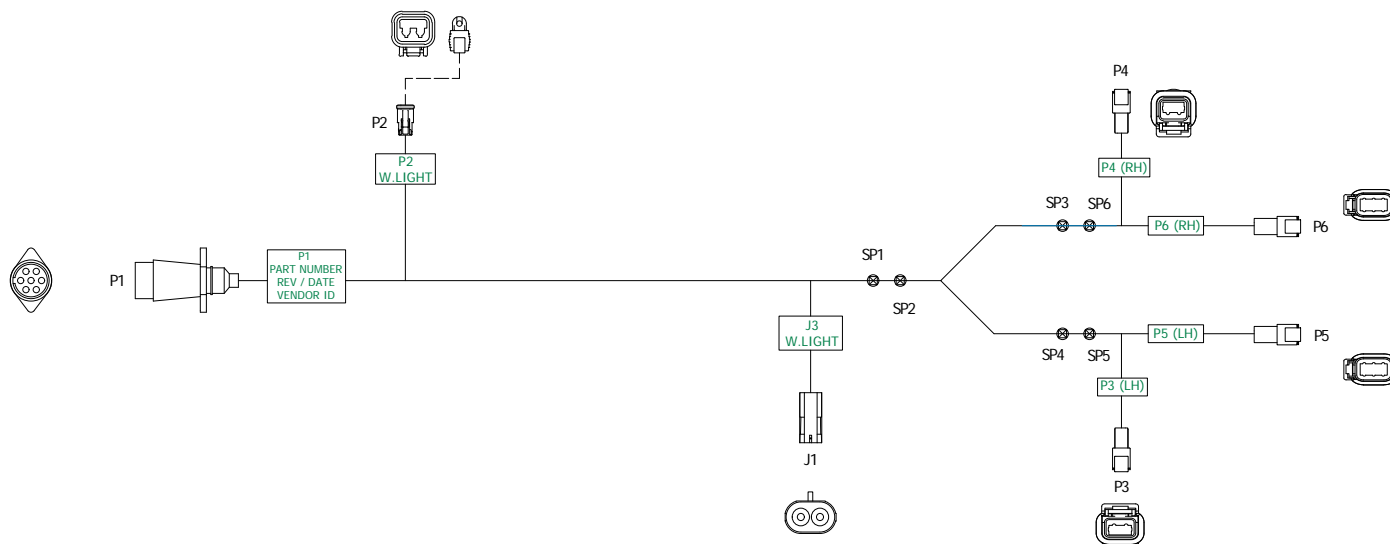 P4
P2
P2
W.LIGHT
P4 (RH)
SP3
SP6
P6 (RH)
P6
P1
P1
PART NUMBER
REV / DATE
VENDOR ID
SP1
SP2
J3
W.LIGHT
SP4
SP5
P5 (LH)
P5
P3 (LH)
J1
P3